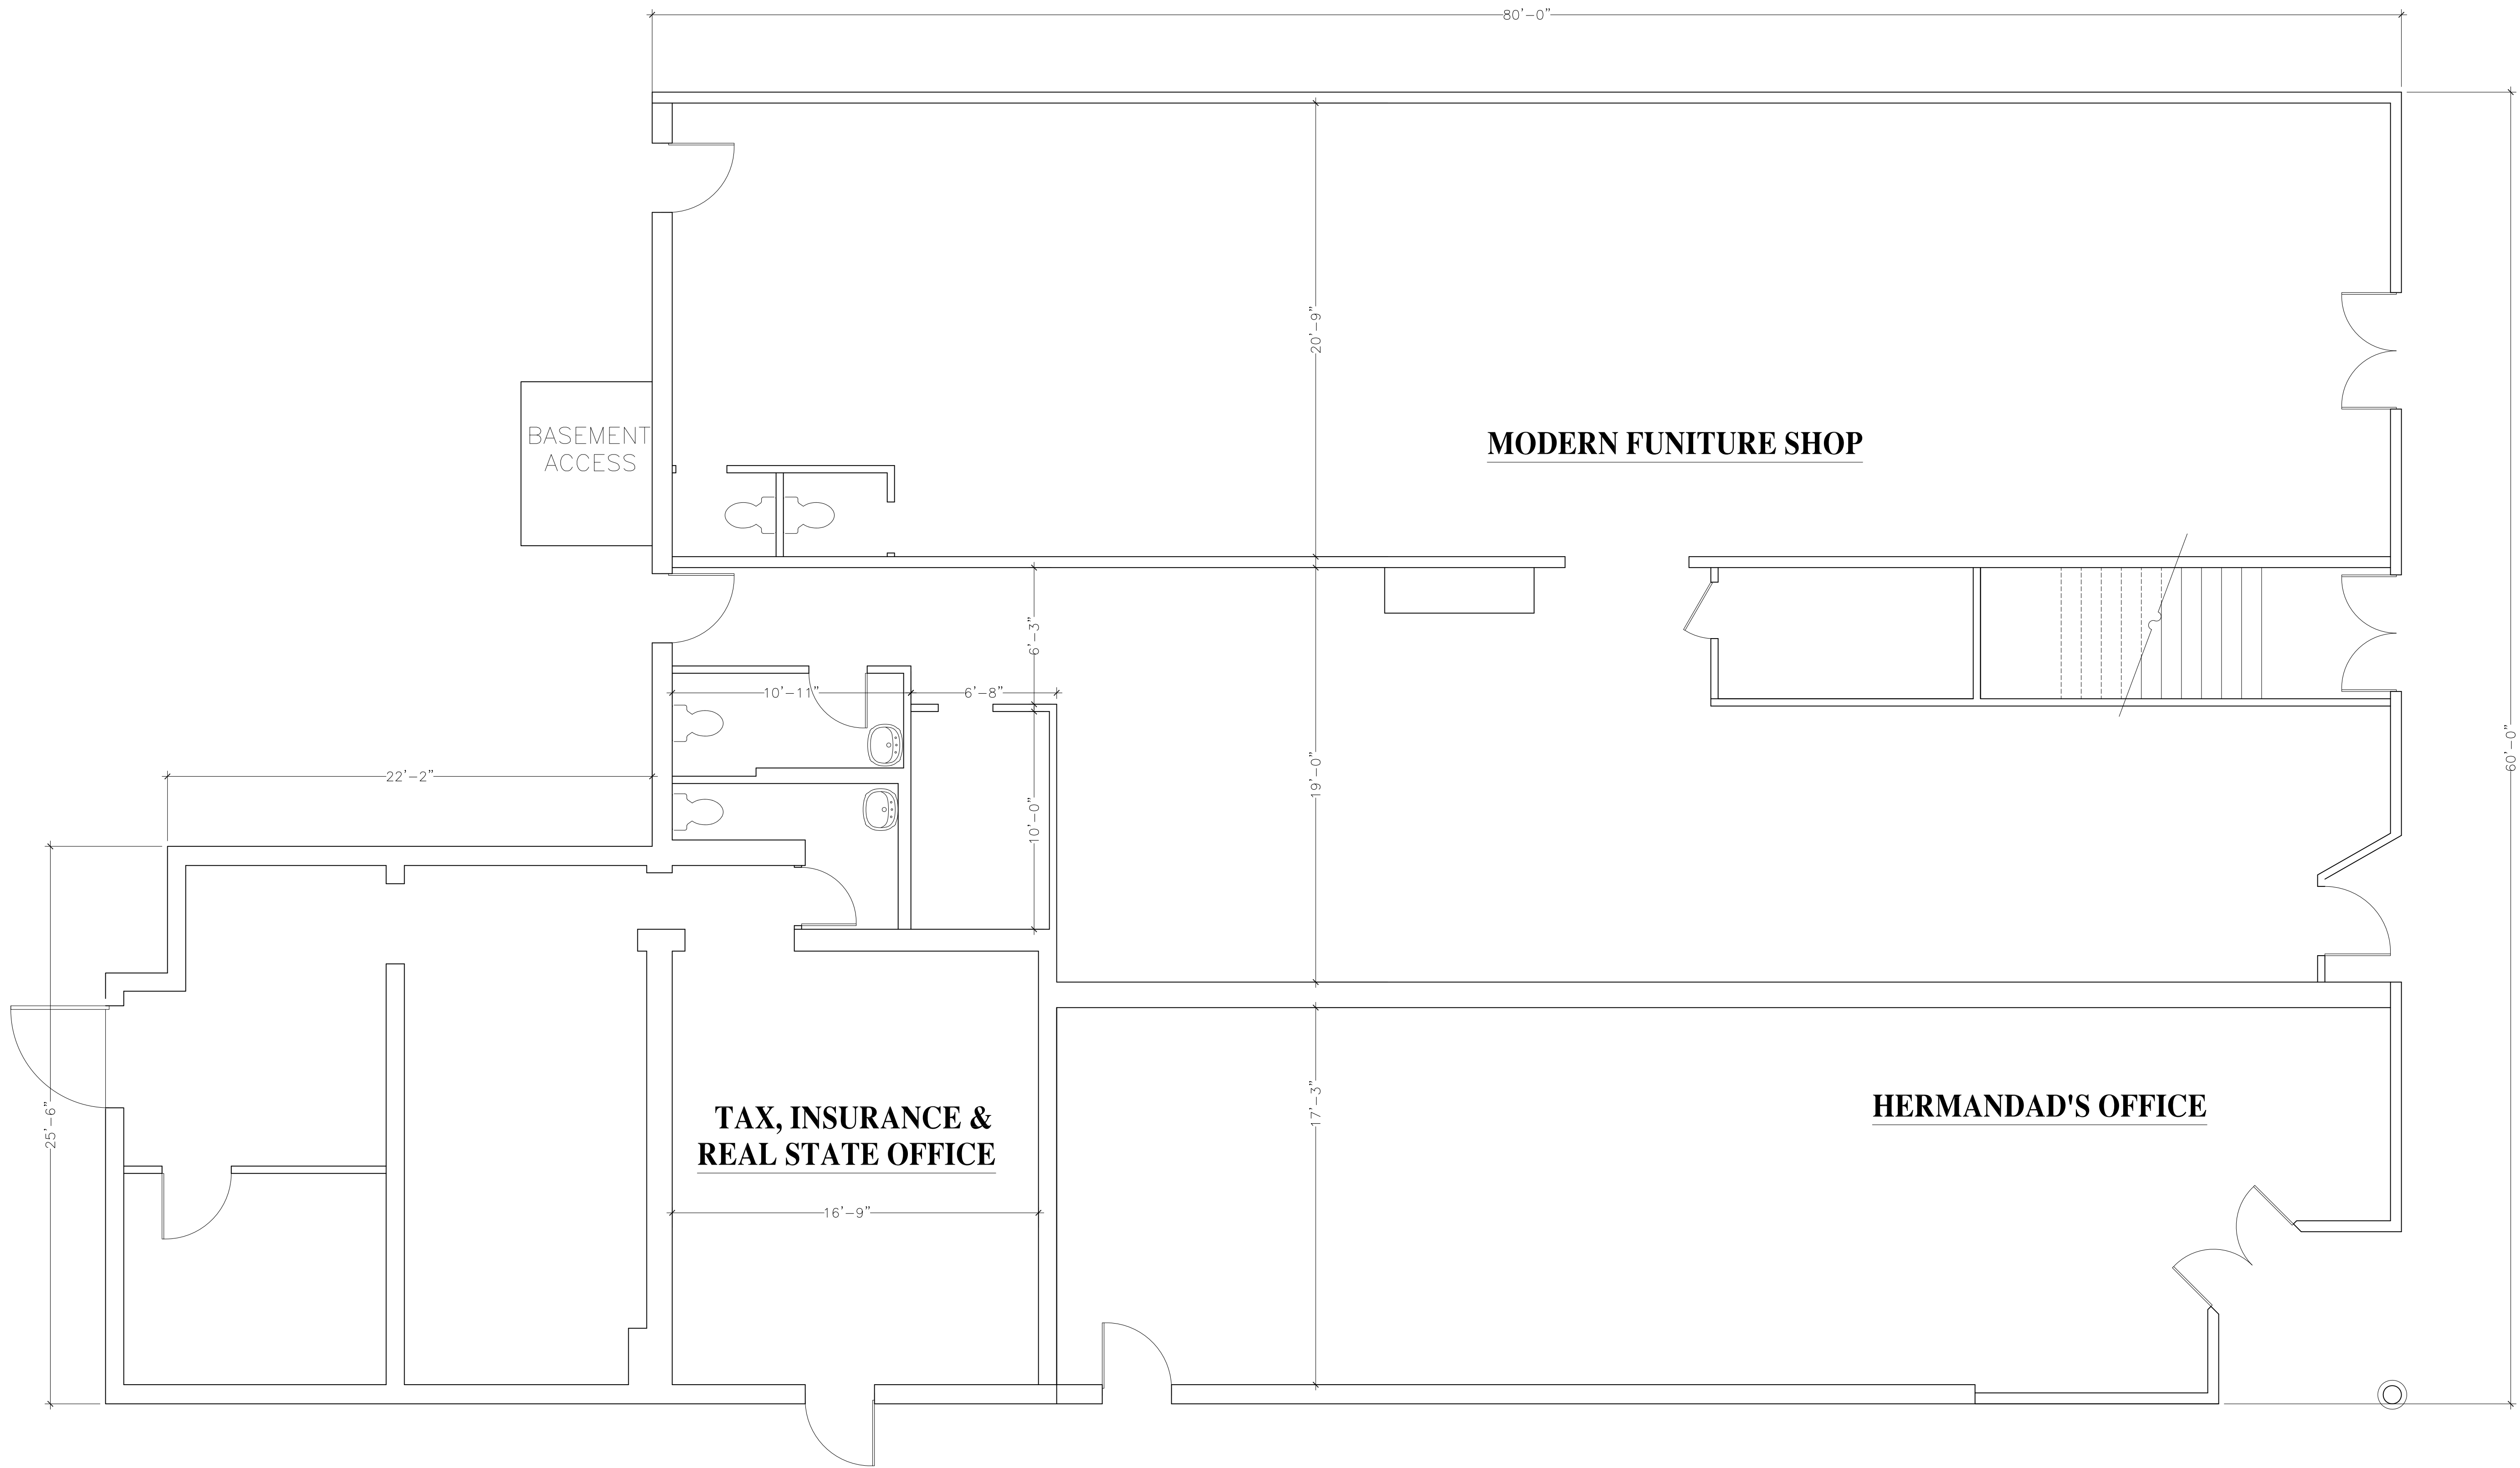 80'-0"
20'-9"
BASEMENT
ACCESS
MODERN FUNITURE SHOP
6'-3"
10'-11"
6'-8"
22'-2"
19'-0"
60'-0"
10'-0"
25'-6"
17'-3"
TAX, INSURANCE &
REAL STATE OFFICE
HERMANDAD'S OFFICE
16'-9"